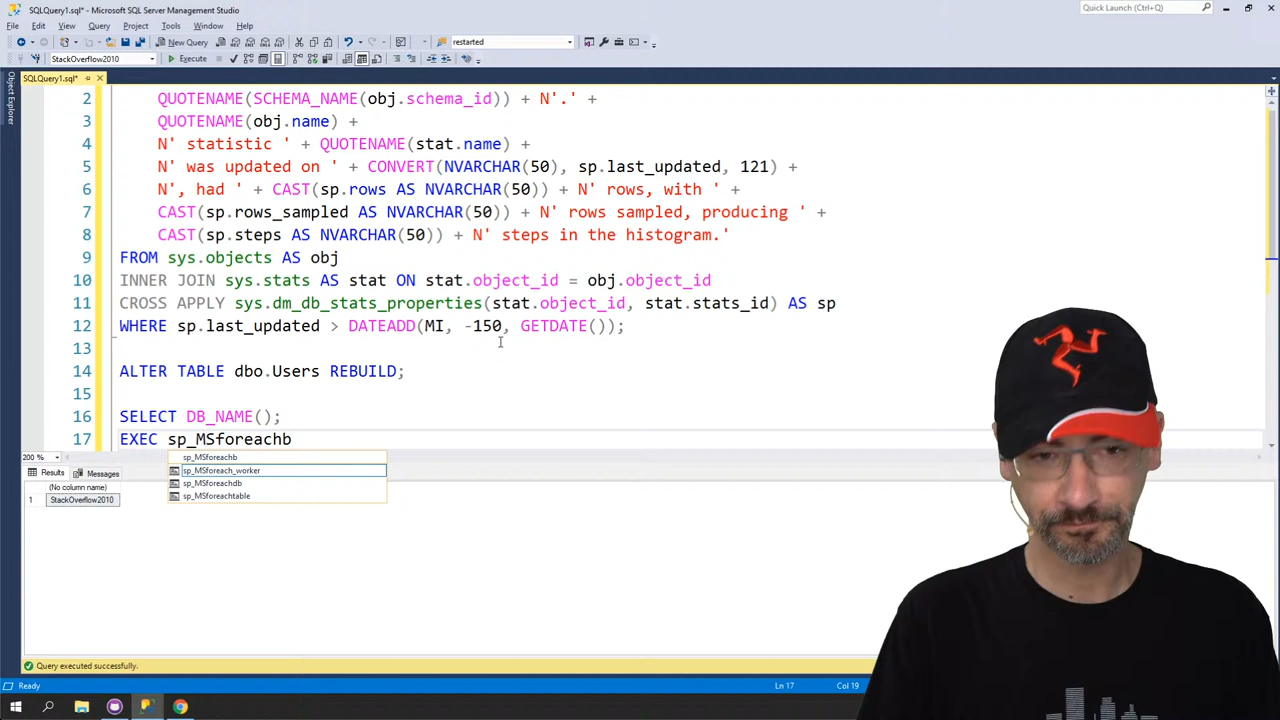 SQLQuery1.sql* - Microsoft SQL Server Management Studio
Quick Launch (Ctrl+Q)
File Edit View Query Project Tools Window Help
New Query
restarted
StackOverflow2010
Execute
SQLQuery1.sql*
Object Explorer
2 QUOTENAME(SCHEMA_NAME(obj.schema_id)) + N'.' +
3 QUOTENAME(obj.name) +
4 N' statistic ' + QUOTENAME(stat.name) +
5 N' was updated on ' + CONVERT(NVARCHAR(50), sp.last_updated, 121) +
6 N', had ' + CAST(sp.rows AS NVARCHAR(50)) + N' rows, with ' +
7 CAST(sp.rows_sampled AS NVARCHAR(50)) + N' rows sampled, producing ' +
8 CAST(sp.steps AS NVARCHAR(50)) + N' steps in the histogram.'
9 FROM sys.objects AS obj
10 INNER JOIN sys.stats AS stat ON stat.object_id = obj.object_id
11 CROSS APPLY sys.dm_db_stats_properties(stat.object_id, stat.stats_id) AS sp
12 WHERE sp.last_updated > DATEADD(MI, -150, GETDATE());
13
14 ALTER TABLE dbo.Users REBUILD;
15
16 SELECT DB_NAME();
17 EXEC sp_MSforeachb
200 %
sp_MSforeachb
sp_MSforeach_worker
sp_MSforeachdb
sp_MSforeachtable
Results Messages
(No column name)
1 StackOverflow2010
Query executed successfully.
Ready
Ln 17
Col 19